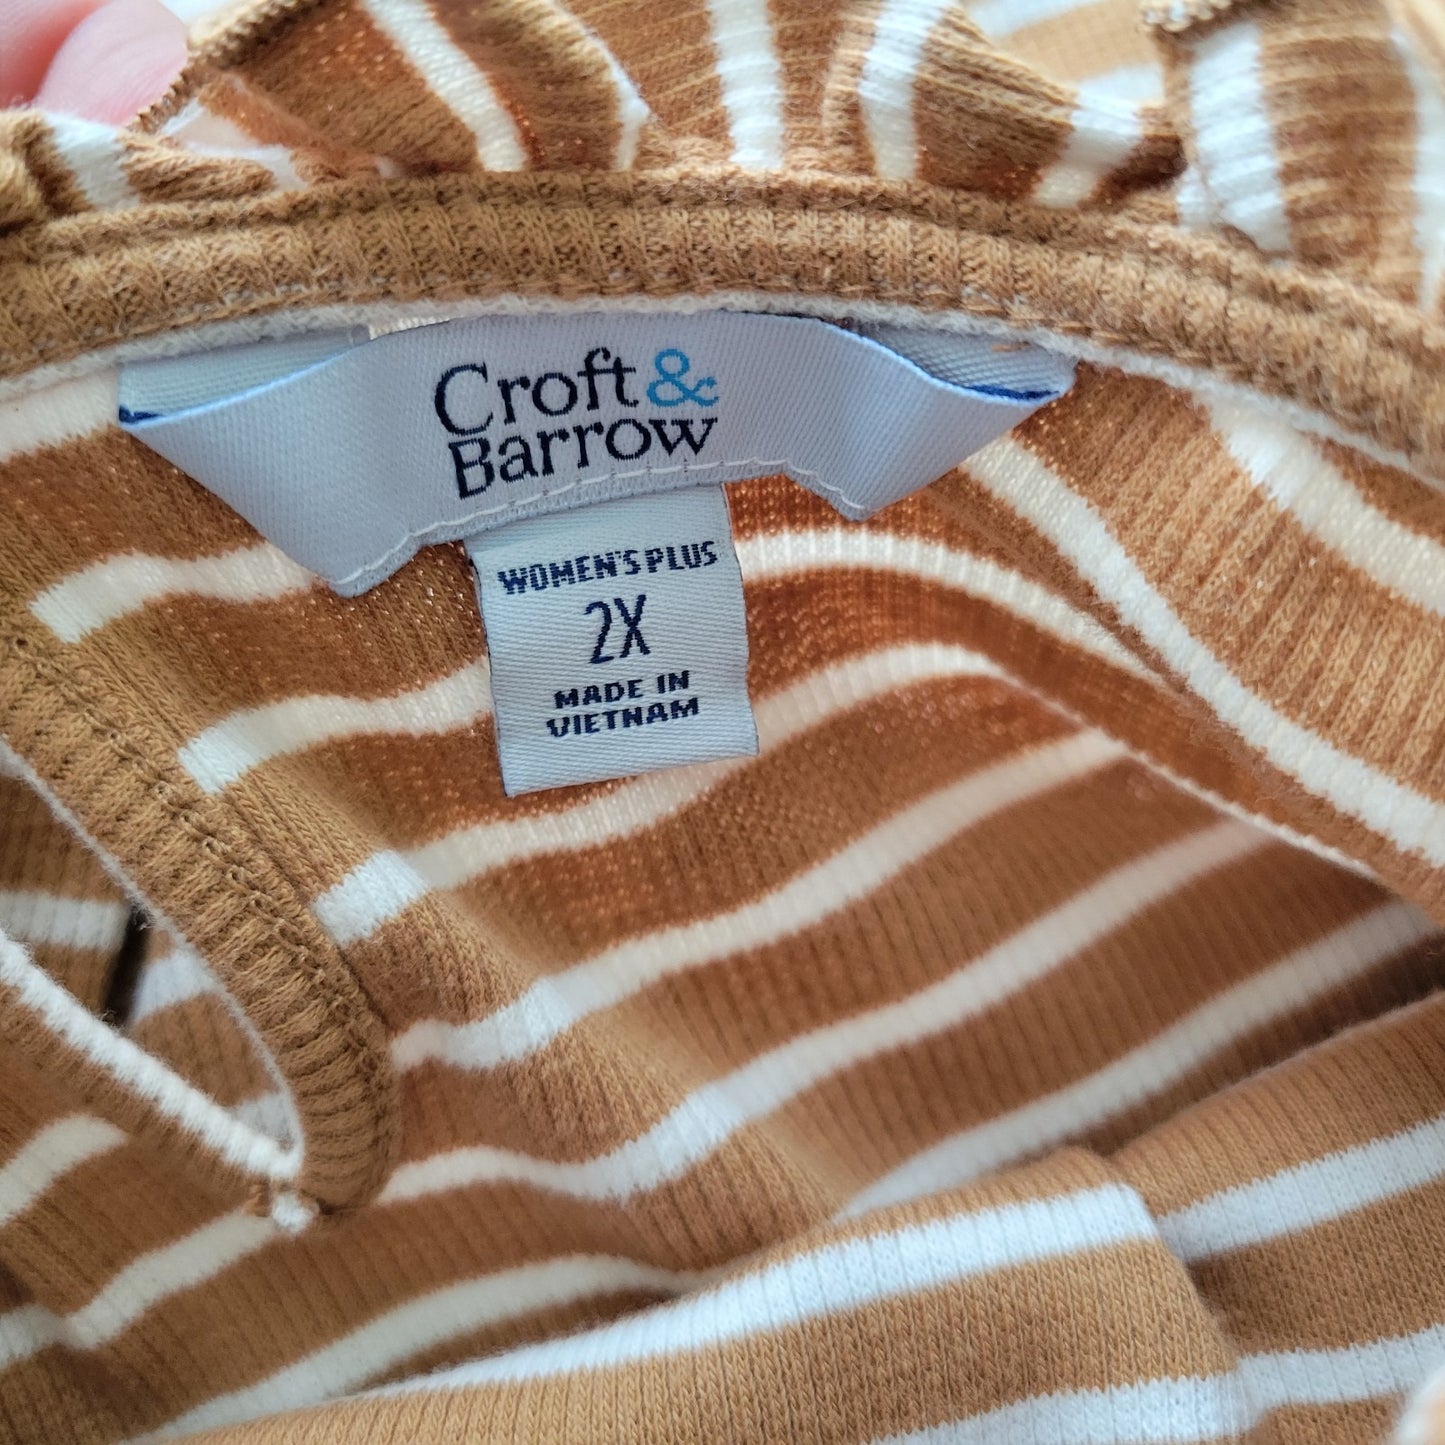 Croft &
Barrow
WOMEN'S PLUS
2X
MADE IN
VIETNAM